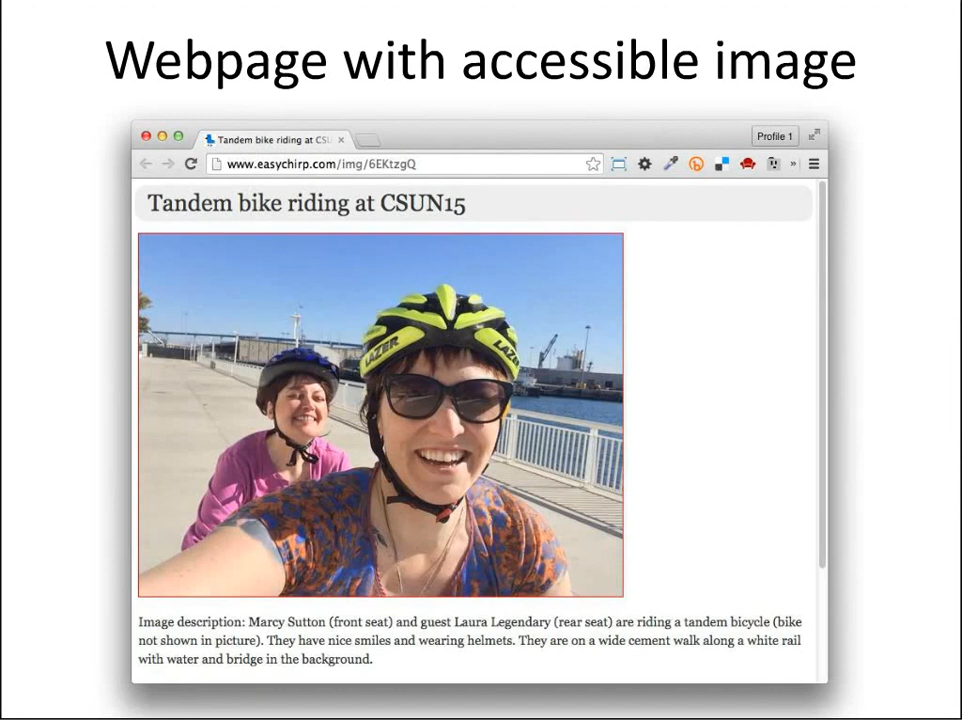 Webpage with accessible image
Tandem bike riding at CSU
Profile 1
www.easychirp.com/img/6EKtzgQ
Tandem bike riding at CSUN15
LAZER
LAZER
Image description: Marcy Sutton (front seat) and guest Laura Legendary (rear seat) are riding a tandem bicycle (bike
not shown in picture). They have nice smiles and wearing helmets. They are on a wide cement walk along a white rail
with water and bridge in the background.